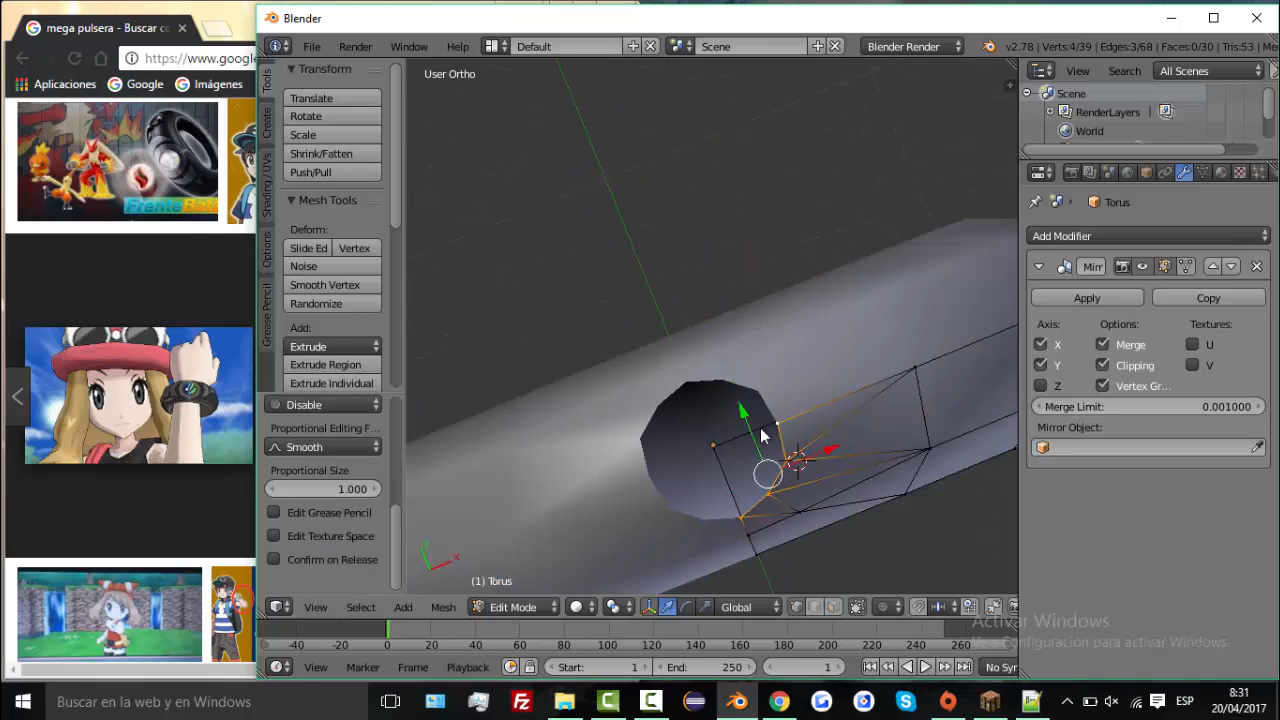 mega pulsera - Buscar co
https://www.google
Aplicaciones
Google
Imágenes
FrenteBat
Blender
File
Render
Window
Help
Default
Scene
Blender Render
v2.78 | Verts:4/39 | Edges:3/68 | Faces:0/30 | Tris:53 | Me
Tools
Create
Shading / UVs
Options
Grease Pencil
Transform
Translate
Rotate
Scale
Shrink/Fatten
Push/Pull
Mesh Tools
Deform:
Slide Ed
Vertex
Noise
Smooth Vertex
Randomize
Add:
Extrude
Extrude Region
Extrude Individual
Disable
Proportional Editing F...
Smooth
Proportional Size
1.000
Edit Grease Pencil
Edit Texture Space
Confirm on Release
User Ortho
(1) Torus
View
Select
Add
Mesh
Edit Mode
Global
View
Search
All Scenes
Scene
RenderLayers
World
Torus
Add Modifier
Mirr
Apply
Copy
Axis:
Options:
Textures:
X
Merge
U
Y
Clipping
V
Z
Vertex Gr...
Merge Limit:
0.001000
Mirror Object:
-40
-20
0
20
40
60
80
100
120
140
160
180
200
220
240
260
View
Marker
Frame
Playback
Start:
1
End:
250
1
No Syn
Activar Windows
Ve a Configuración para activar Windows.
Buscar en la web y en Windows
ESP
8:31
20/04/2017